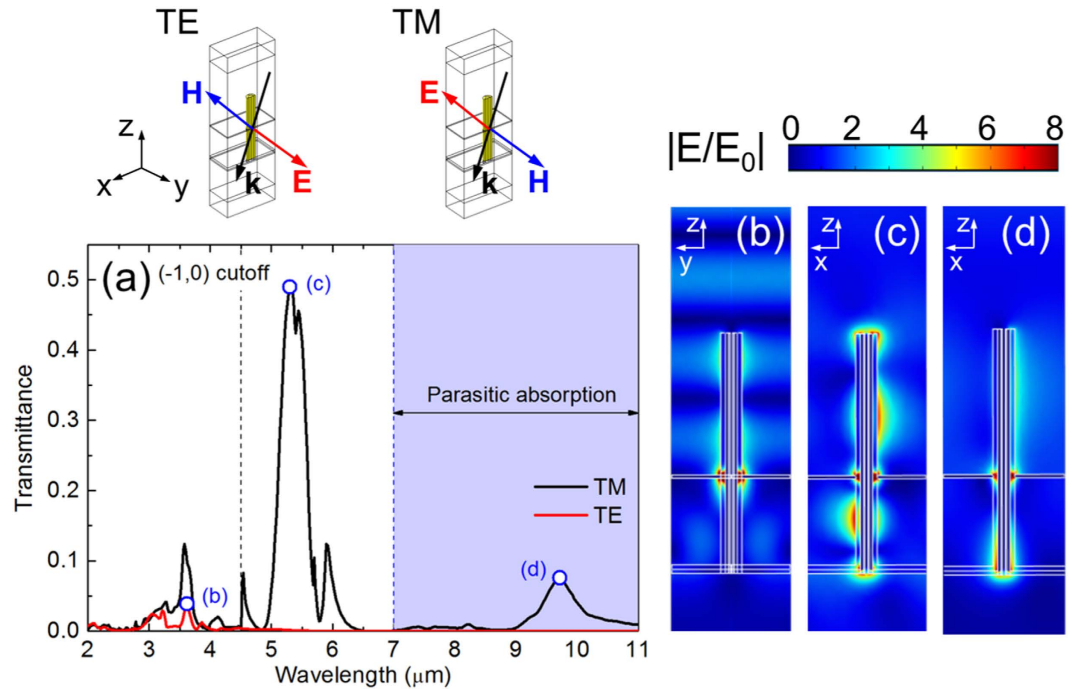 TE
TM
H
E
k
E
H
k
z
x
y
|E/E₀|
0
2
4
6
8
(a)
(-1,0) cutoff
(c)
(b)
(d)
Parasitic absorption
TM
TE
Transmittance
0.5
0.4
0.3
0.2
0.1
0.0
2 3 4 5 6 7 8 9 10 11
Wavelength (μm)
z
y
(b)
z
x
(c)
z
x
(d)